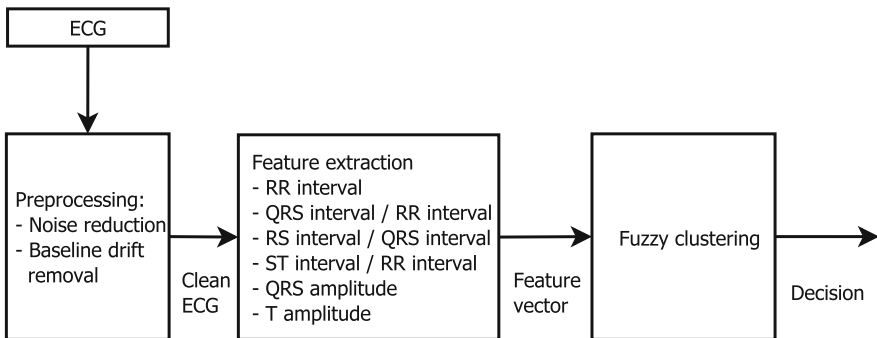 ECG
Preprocessing:
- Noise reduction
- Baseline drift
removal
Clean
ECG
Feature extraction
- RR interval
- QRS interval / RR interval
- RS interval / QRS interval
- ST interval / RR interval
- QRS amplitude
- T amplitude
Feature
vector
Fuzzy clustering
Decision